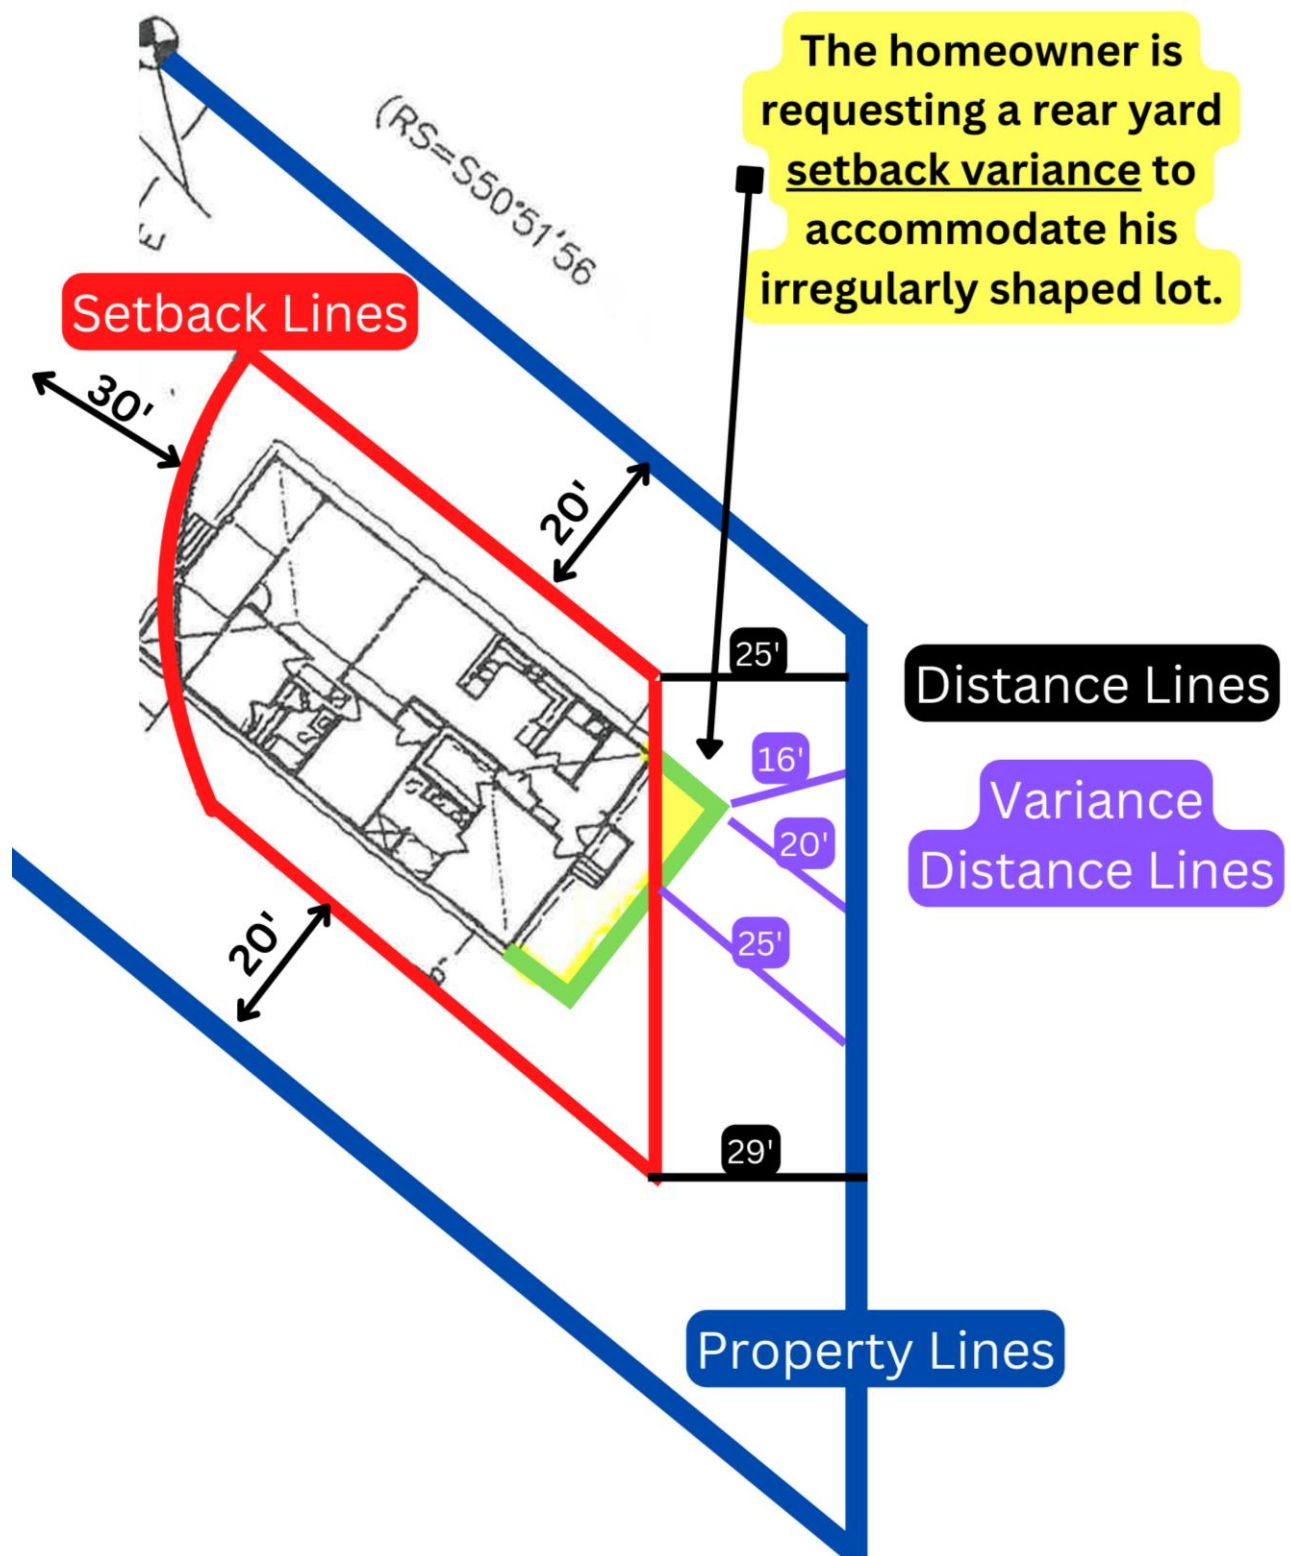 The homeowner is
requesting a rear yard
setback variance to
accommodate his
irregularly shaped lot.
(RS=S50°51'56
E
Setback Lines
30'
20'
25'
Distance Lines
16'
Variance
Distance Lines
20'
25'
20'
29'
Property Lines